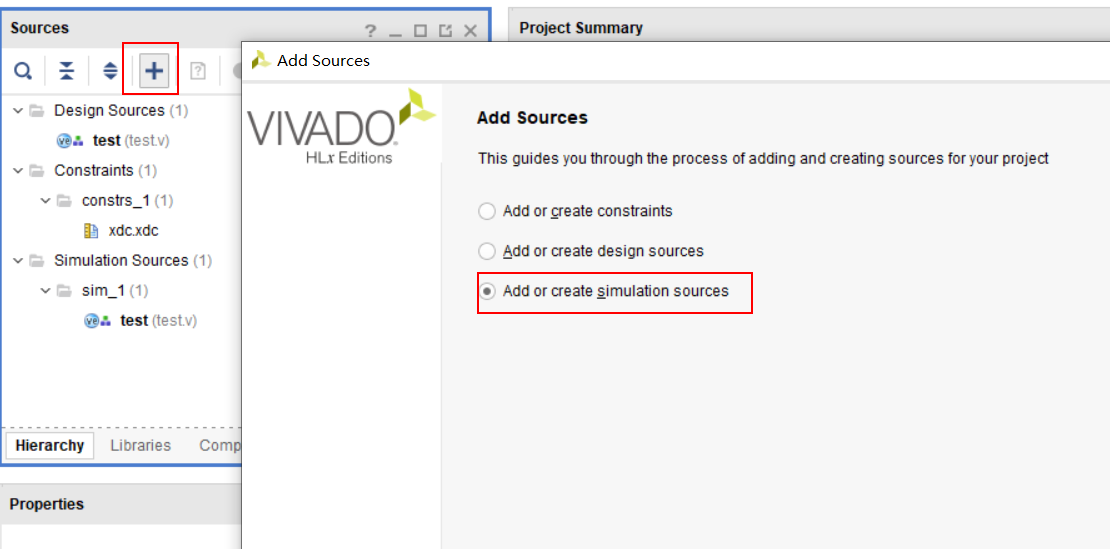 Sources
? _
Project Summary
Add Sources
Design Sources (1)
test (test.v)
Constraints (1)
constrs_1 (1)
xdc.xdc
Simulation Sources (1)
sim_1 (1)
test (test.v)
Hierarchy Libraries Comp
Properties
VIVADO.
HLx Editions
Add Sources
This guides you through the process of adding and creating sources for your project
Add or create constraints
Add or create design sources
Add or create simulation sources